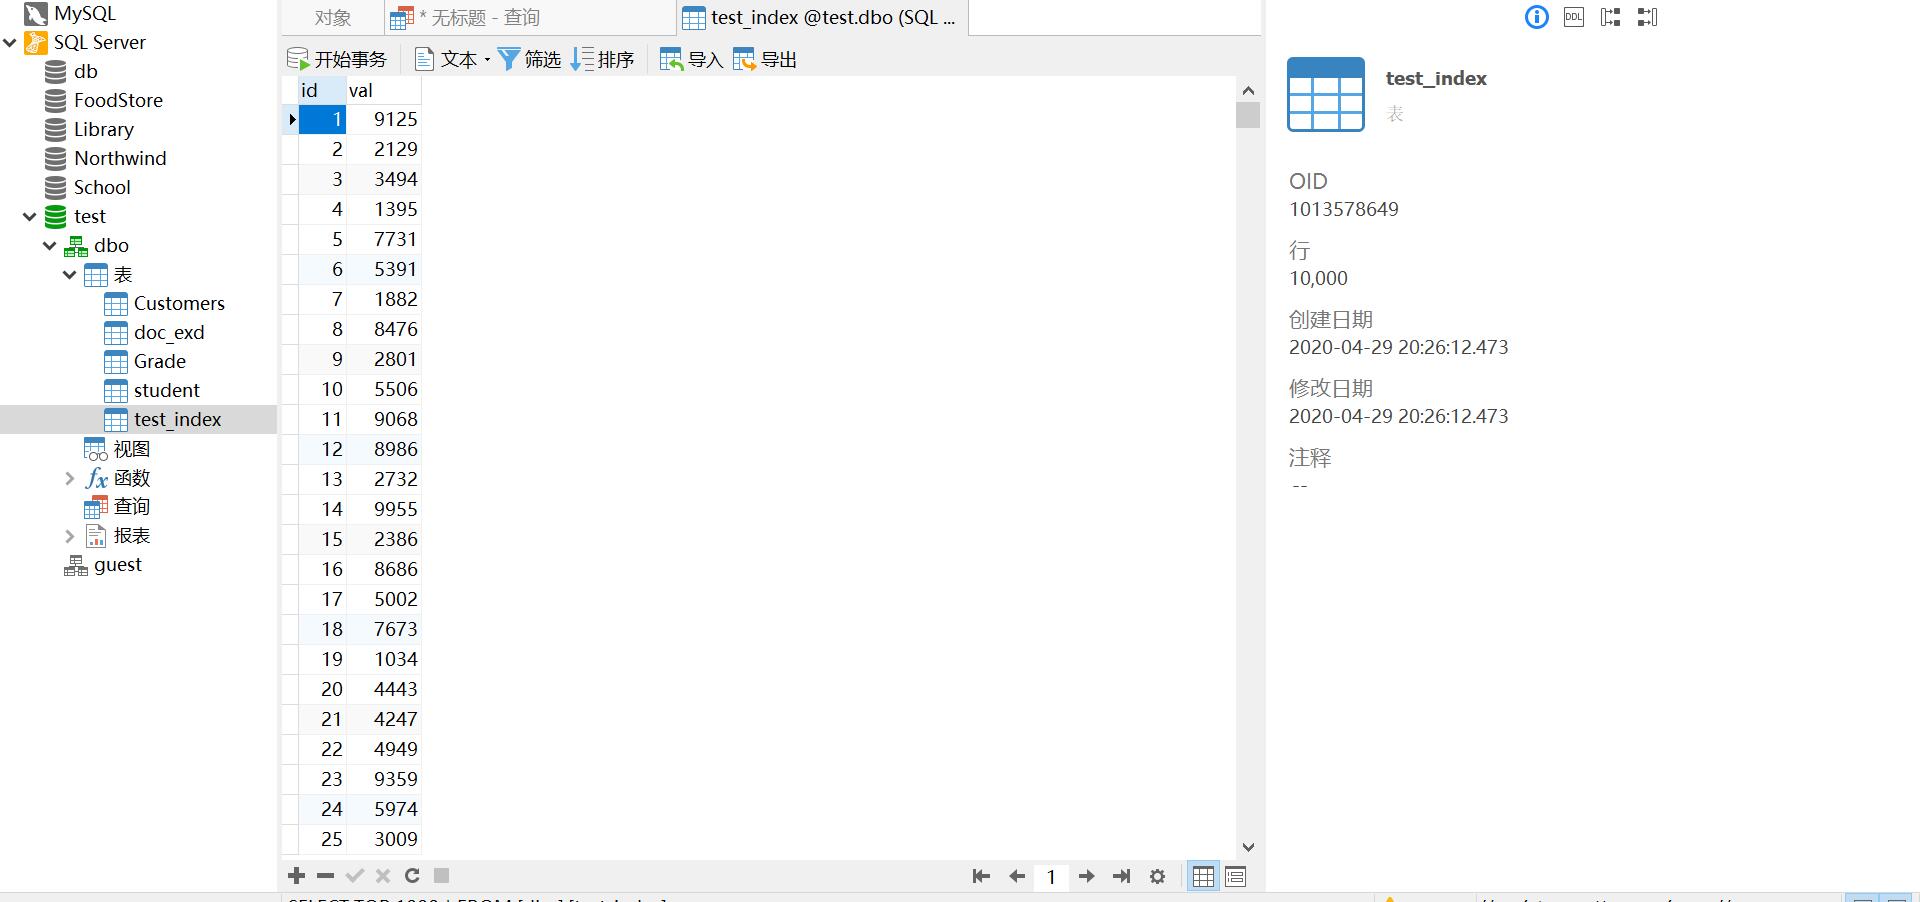 MySQL
SQL Server
db
FoodStore
Library
Northwind
School
test
dbo
表
Customers
doc_exd
Grade
student
test_index
视图
fx 函数
查询
报表
guest
对象
* 无标题 - 查询
test_index @test.dbo (SQL ...
开始事务 文本 筛选 排序 导入 导出
id val
1 9125
2 2129
3 3494
4 1395
5 7731
6 5391
7 1882
8 8476
9 2801
10 5506
11 9068
12 8986
13 2732
14 9955
15 2386
16 8686
17 5002
18 7673
19 1034
20 4443
21 4247
22 4949
23 9359
24 5974
25 3009
1
DDL
test_index
表
OID
1013578649
行
10,000
创建日期
2020-04-29 20:26:12.473
修改日期
2020-04-29 20:26:12.473
注释
--